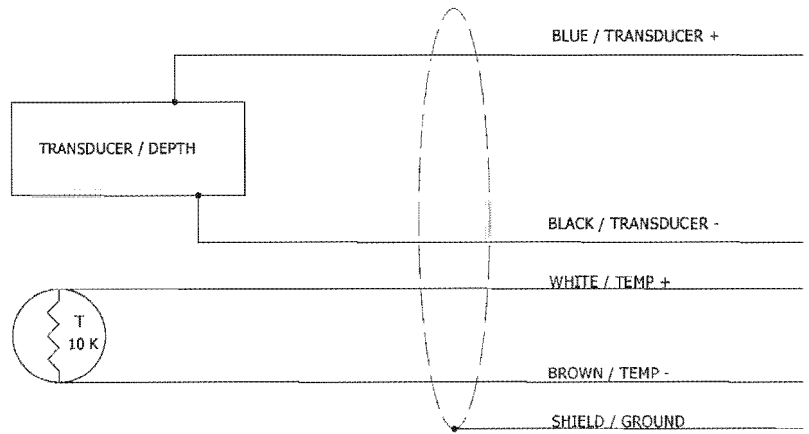 BLUE / TRANSDUCER +
TRANSDUCER / DEPTH
BLACK / TRANSDUCER -
WHITE / TEMP +
T
10 K
BROWN / TEMP -
SHIELD / GROUND